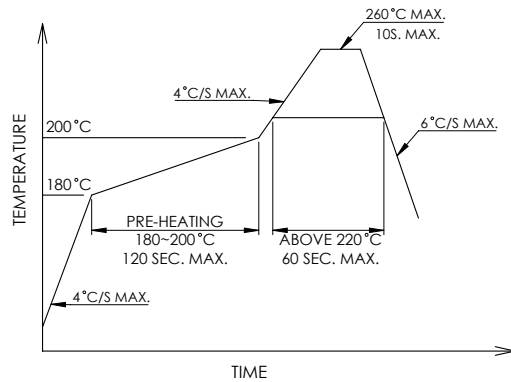 260°C MAX.
10S. MAX.
4°C/S MAX.
200°C
6°C/S MAX.
180°C
TEMPERATURE
PRE-HEATING
180~200°C
120 SEC. MAX.
ABOVE 220°C
60 SEC. MAX.
4°C/S MAX.
TIME